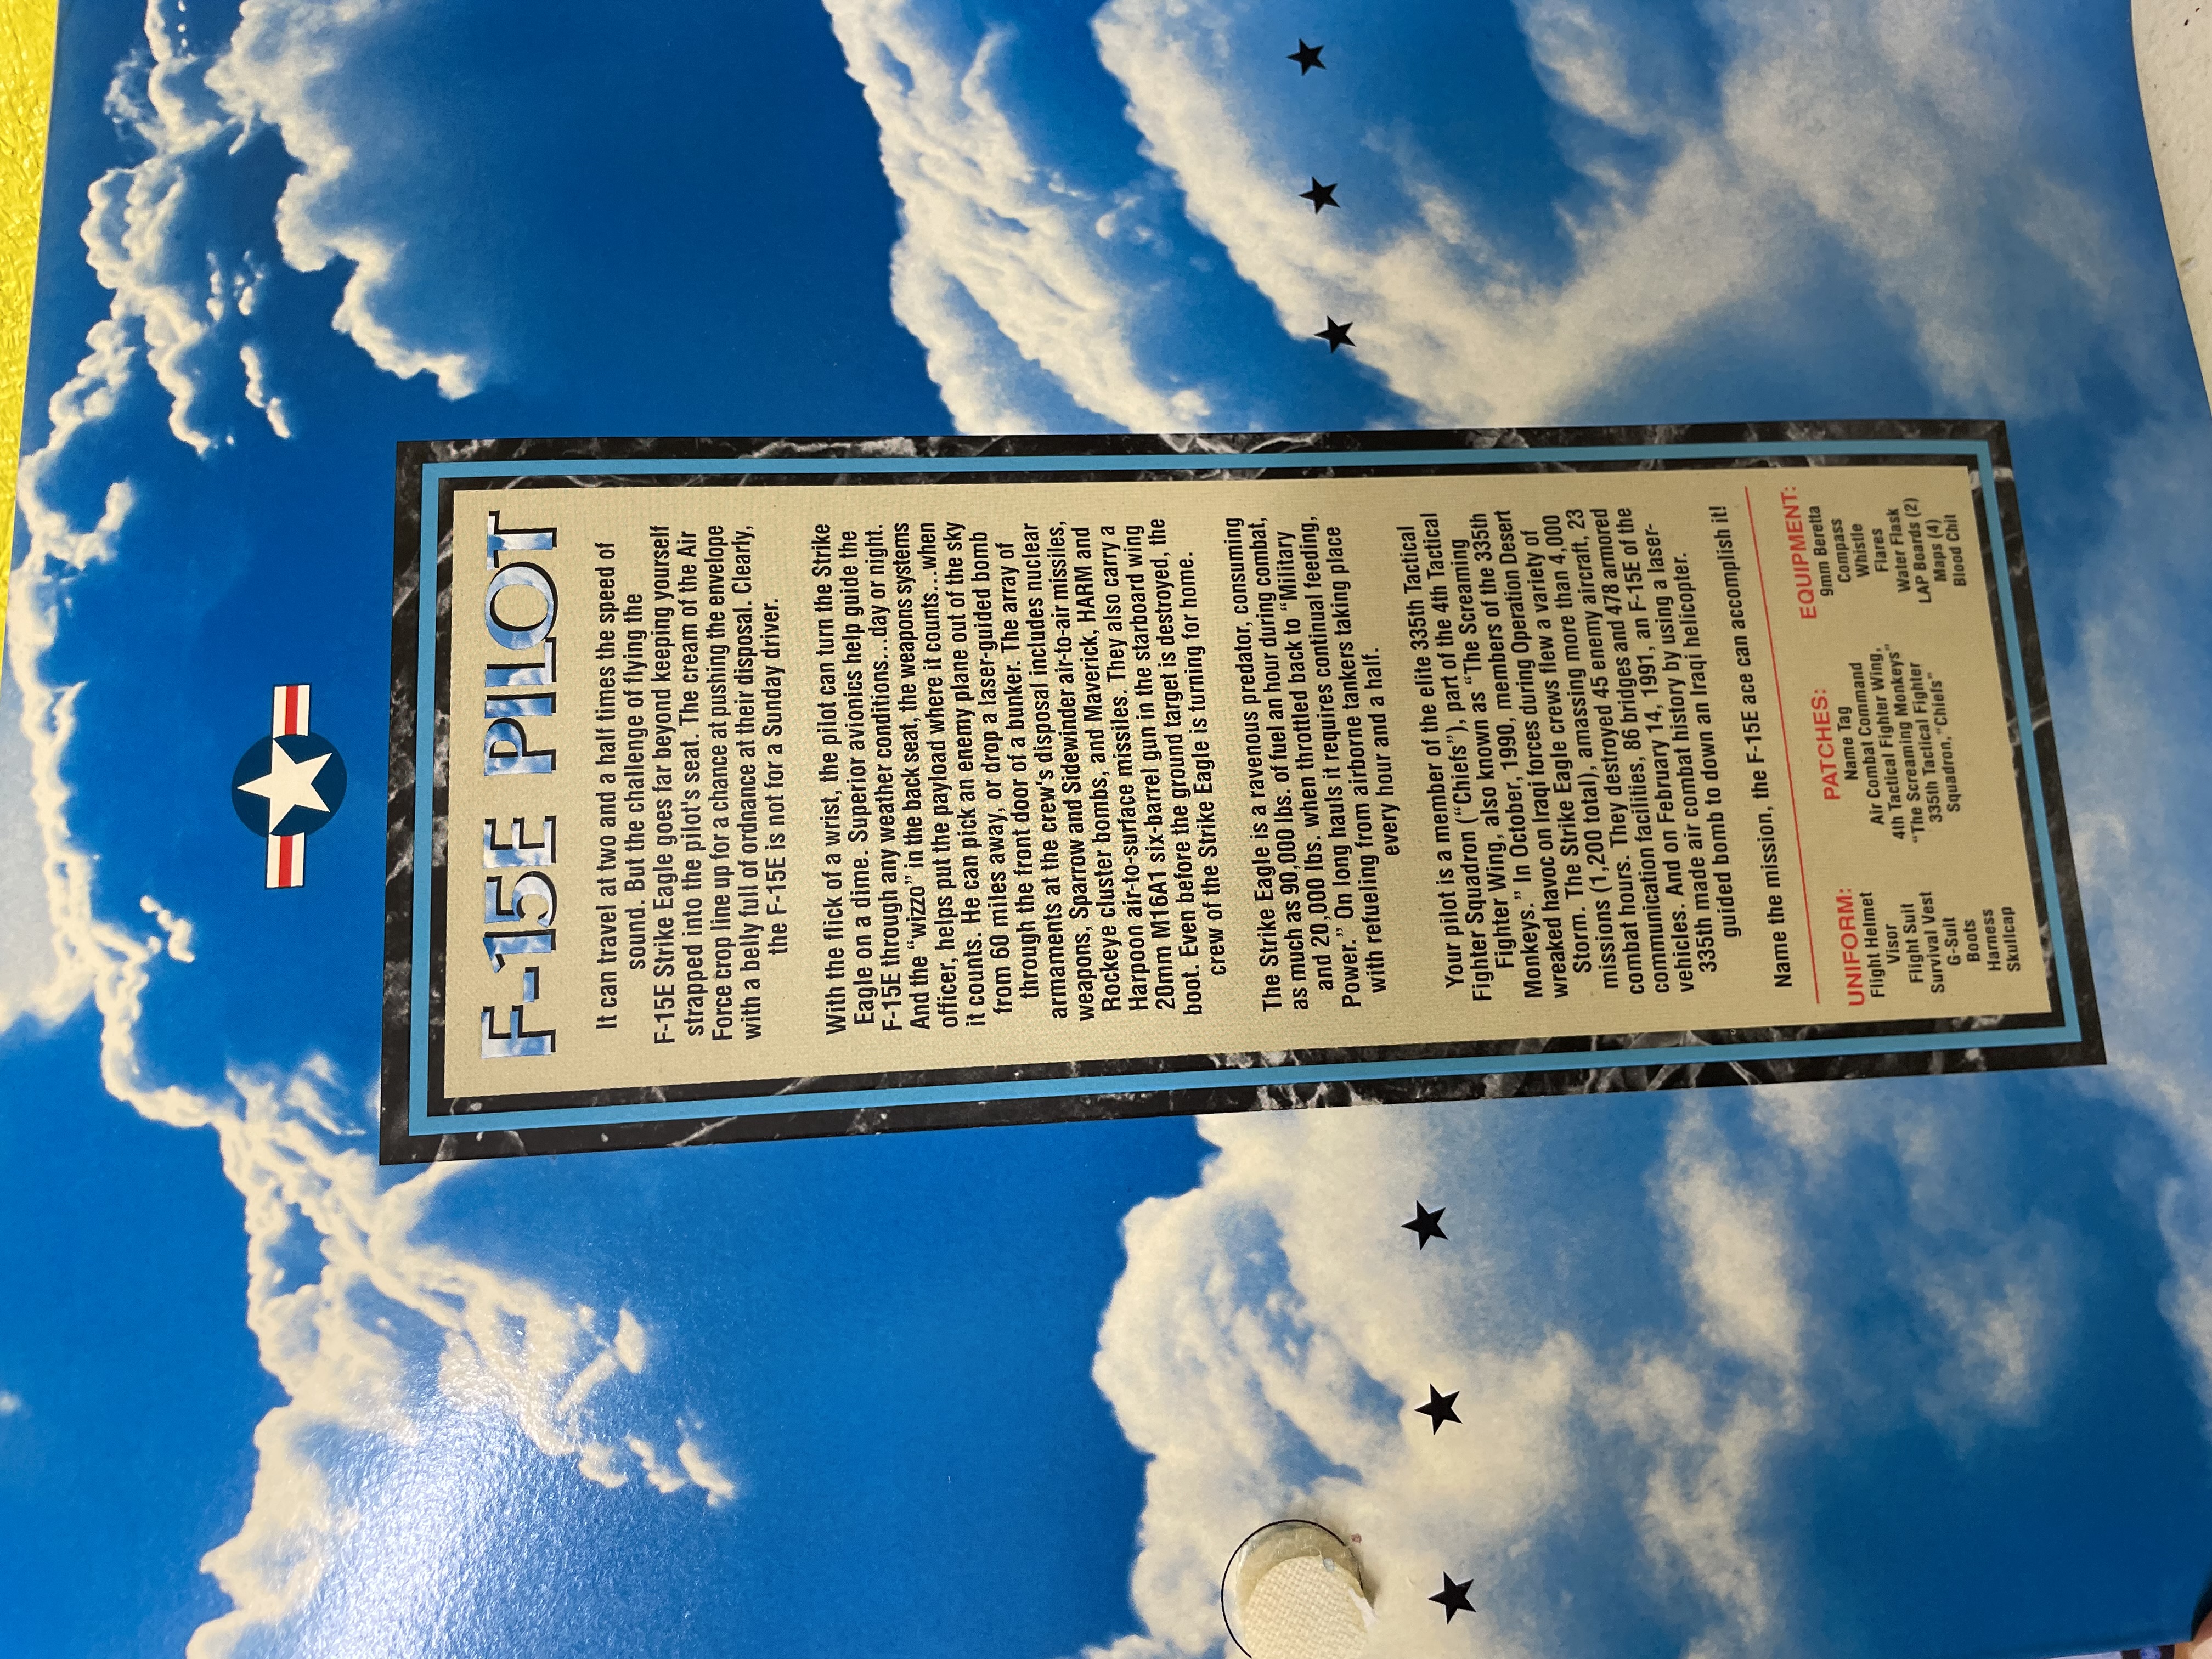 F-15E PILOT
It can travel at two and a half times the speed of
sound. But the challenge of flying the
F-15E Strike Eagle goes far beyond keeping yourself
strapped into the pilot's seat. The cream of the Air
Force crop line up for a chance at pushing the envelope
with a belly full of ordnance at their disposal. Clearly,
the F-15E is not for a Sunday driver.
With the flick of a wrist, the pilot can turn the Strike
Eagle on a dime. Superior avionics help guide the
F-15E through any weather conditions...day or night.
And the “wizzo” in the back seat, the weapons systems
officer, helps put the payload where it counts...when
it counts. He can pick an enemy plane out of the sky
from 60 miles away, or drop a laser-guided bomb
through the front door of a bunker. The array of
armaments at the crew's disposal includes nuclear
weapons, Sparrow and Sidewinder air-to-air missiles,
Rockeye cluster bombs, and Maverick, HARM and
Harpoon air-to-surface missiles. They also carry a
20mm M16A1 six-barrel gun in the starboard wing
boot. Even before the ground target is destroyed, the
crew of the Strike Eagle is turning for home.
The Strike Eagle is a ravenous predator, consuming
as much as 90,000 lbs. of fuel an hour during combat,
and 20,000 lbs. when throttled back to “Military
Power.” On long hauls it requires continual feeding,
with refueling from airborne tankers taking place
every hour and a half.
Your pilot is a member of the elite 335th Tactical
Fighter Squadron (“Chiefs”), part of the 4th Tactical
Fighter Wing, also known as “The Screaming
Monkeys.” In October, 1990, members of the 335th
wreaked havoc on Iraqi forces during Operation Desert
Storm. The Strike Eagle crews flew a variety of
missions (1,200 total), amassing more than 4,000
combat hours. They destroyed 45 enemy aircraft, 23
communication facilities, 86 bridges and 478 armored
vehicles. And on February 14, 1991, an F-15E of the
335th made air combat history by using a laser-
guided bomb to down an Iraqi helicopter.
Name the mission, the F-15E ace can accomplish it!
UNIFORM:
Flight Helmet
Visor
Flight Suit
Survival Vest
G-Suit
Boots
Harness
Skullcap
PATCHES:
Name Tag
Air Combat Command
4th Tactical Fighter Wing,
“The Screaming Monkeys”
335th Tactical Fighter
Squadron, “Chiefs”
EQUIPMENT:
9mm Beretta
Compass
Whistle
Flares
Water Flask
LAP Boards (2)
Maps (4)
Blood Chit